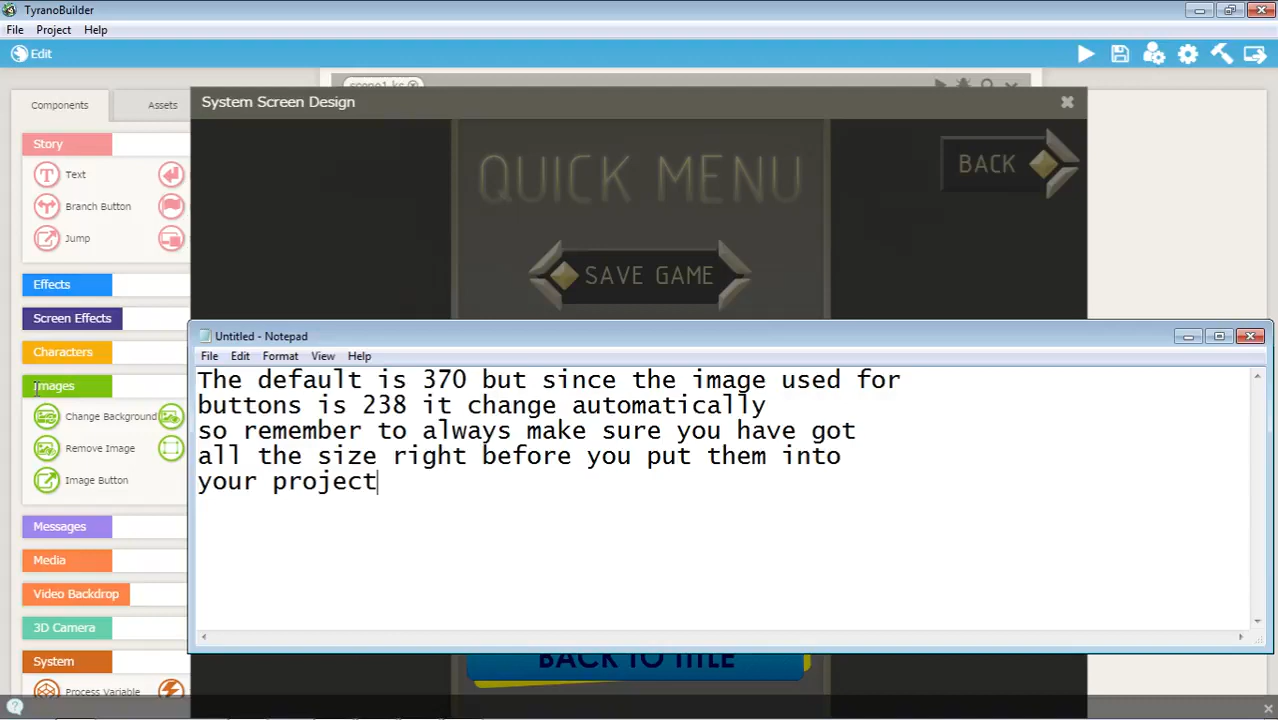 TyranoBuilder
File Project Help
Edit
scene1.ks
Components Assets
System Screen Design
Story
Text
Branch Button
Jump
Effects
Screen Effects
Characters
Images
Change Background
Remove Image
Image Button
Messages
Media
Video Backdrop
3D Camera
System
Process Variable
QUICK MENU
BACK
SAVE GAME
Untitled - Notepad
File Edit Format View Help
The default is 370 but since the image used for
buttons is 238 it change automatically
so remember to always make sure you have got
all the size right before you put them into
your project
BACK TO TITLE